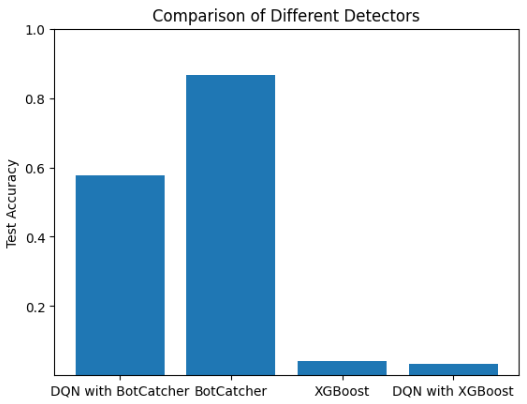 Comparison of Different Detectors
1.0
0.8
0.6
0.4
0.2
Test Accuracy
DQN with BotCatcher BotCatcher XGBoost DQN with XGBoost